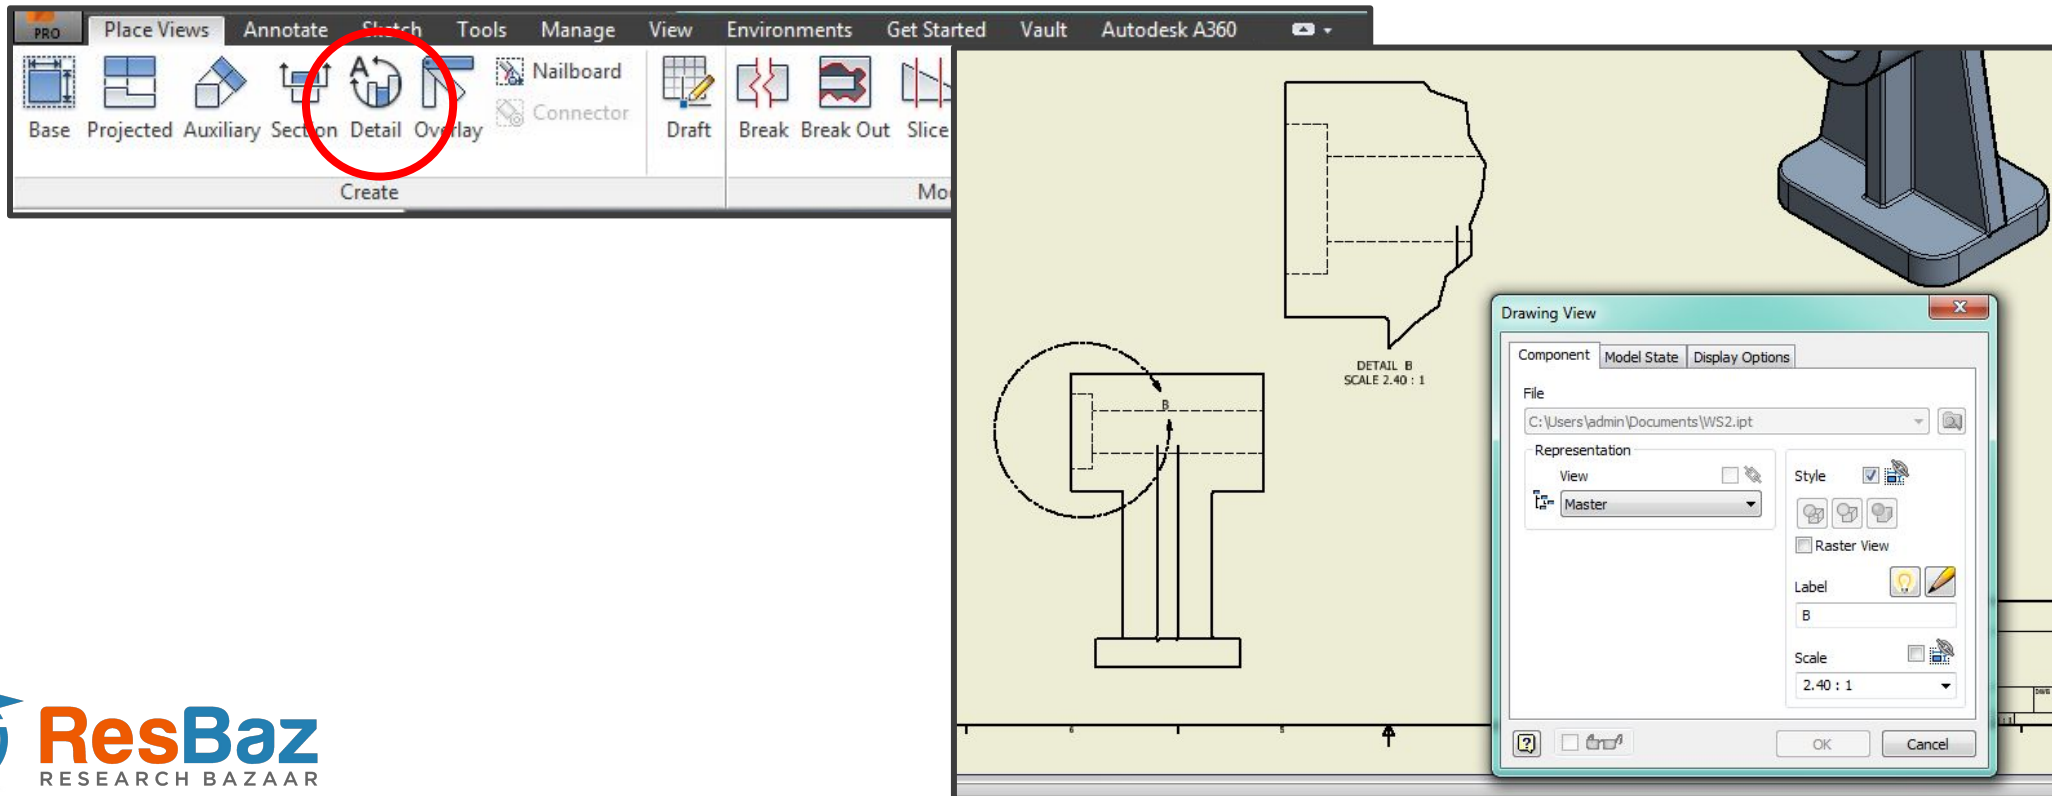 PRO Place Views Annotate Sketch Tools Manage View Environments Get Started Vault Autodesk A360
Nailboard
Connector
Base Projected Auxiliary Section Detail Overlay Draft Break Break Out Slice
Create
DETAIL B
SCALE 2.40 : 1
B
6
5
Drawing View
Component Model State Display Options
File
C:\Users\admin\Documents\WS2.ipt
Representation
View
Master
Style
Raster View
Label
B
Scale
2.40 : 1
OK Cancel
ResBaz
RESEARCH BAZAAR